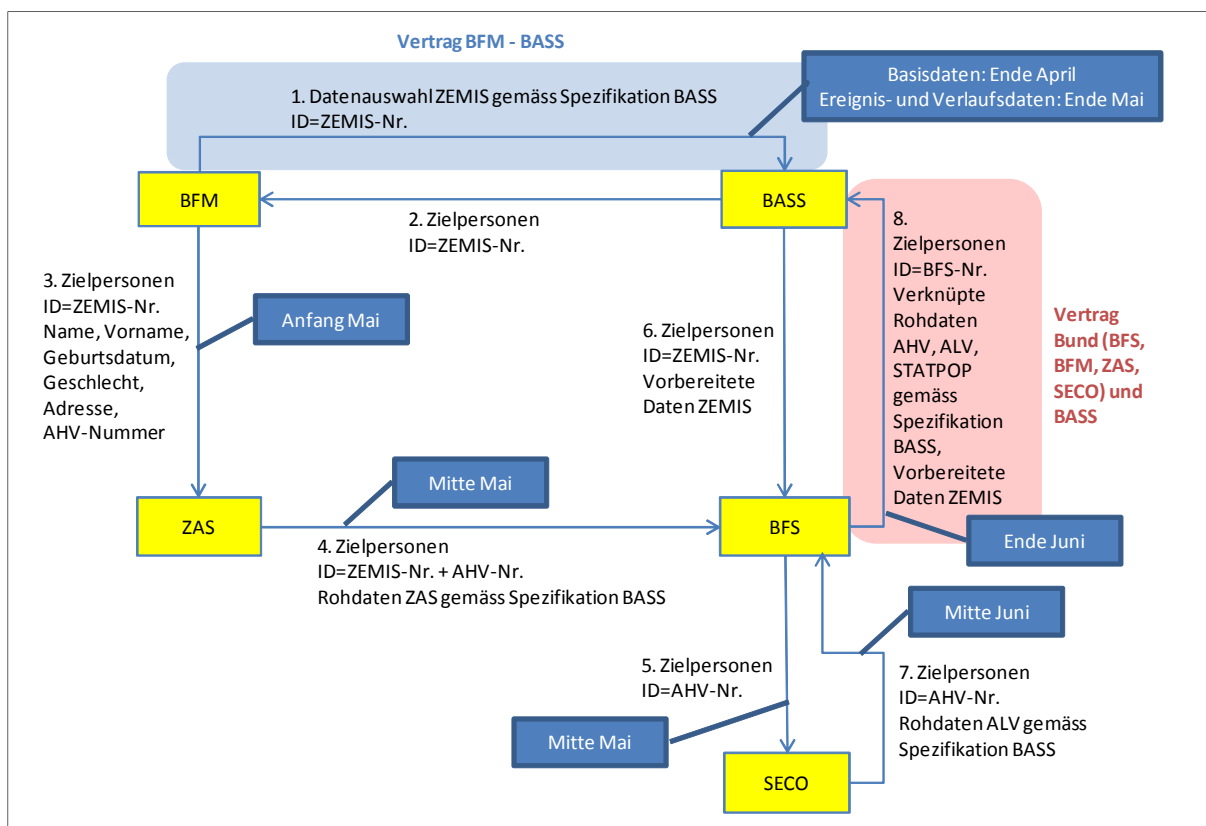 Vertrag BFM - BASS
Basisdaten: Ende April
Ereignis- und Verlaufsdaten: Ende Mai
1. Datenauswahl ZEMIS gemäss Spezifikation BASS
ID=ZEMIS-Nr.
BFM
BASS
2. Zielpersonen
ID=ZEMIS-Nr.
3. Zielpersonen
ID=ZEMIS-Nr.
Name, Vorname,
Geburtsdatum,
Geschlecht,
Adresse,
AHV-Nummer
Anfang Mai
6. Zielpersonen
ID=ZEMIS-Nr.
Vorbereitete
Daten ZEMIS
8.
Zielpersonen
ID=BFS-Nr.
Verknüpte
Rohdaten
AHV, ALV,
STATPOP
gemäss
Spezifikation
BASS,
Vorbereitete
Daten ZEMIS
Vertrag
Bund (BFS,
BFM, ZAS,
SECO) und
BASS
Mitte Mai
ZAS
BFS
Ende Juni
4. Zielpersonen
ID=ZEMIS-Nr. + AHV-Nr.
Rohdaten ZAS gemäss Spezifikation BASS
Mitte Juni
5. Zielpersonen
ID=AHV-Nr.
7. Zielpersonen
ID=AHV-Nr.
Rohdaten ALV gemäss
Spezifikation BASS
Mitte Mai
SECO